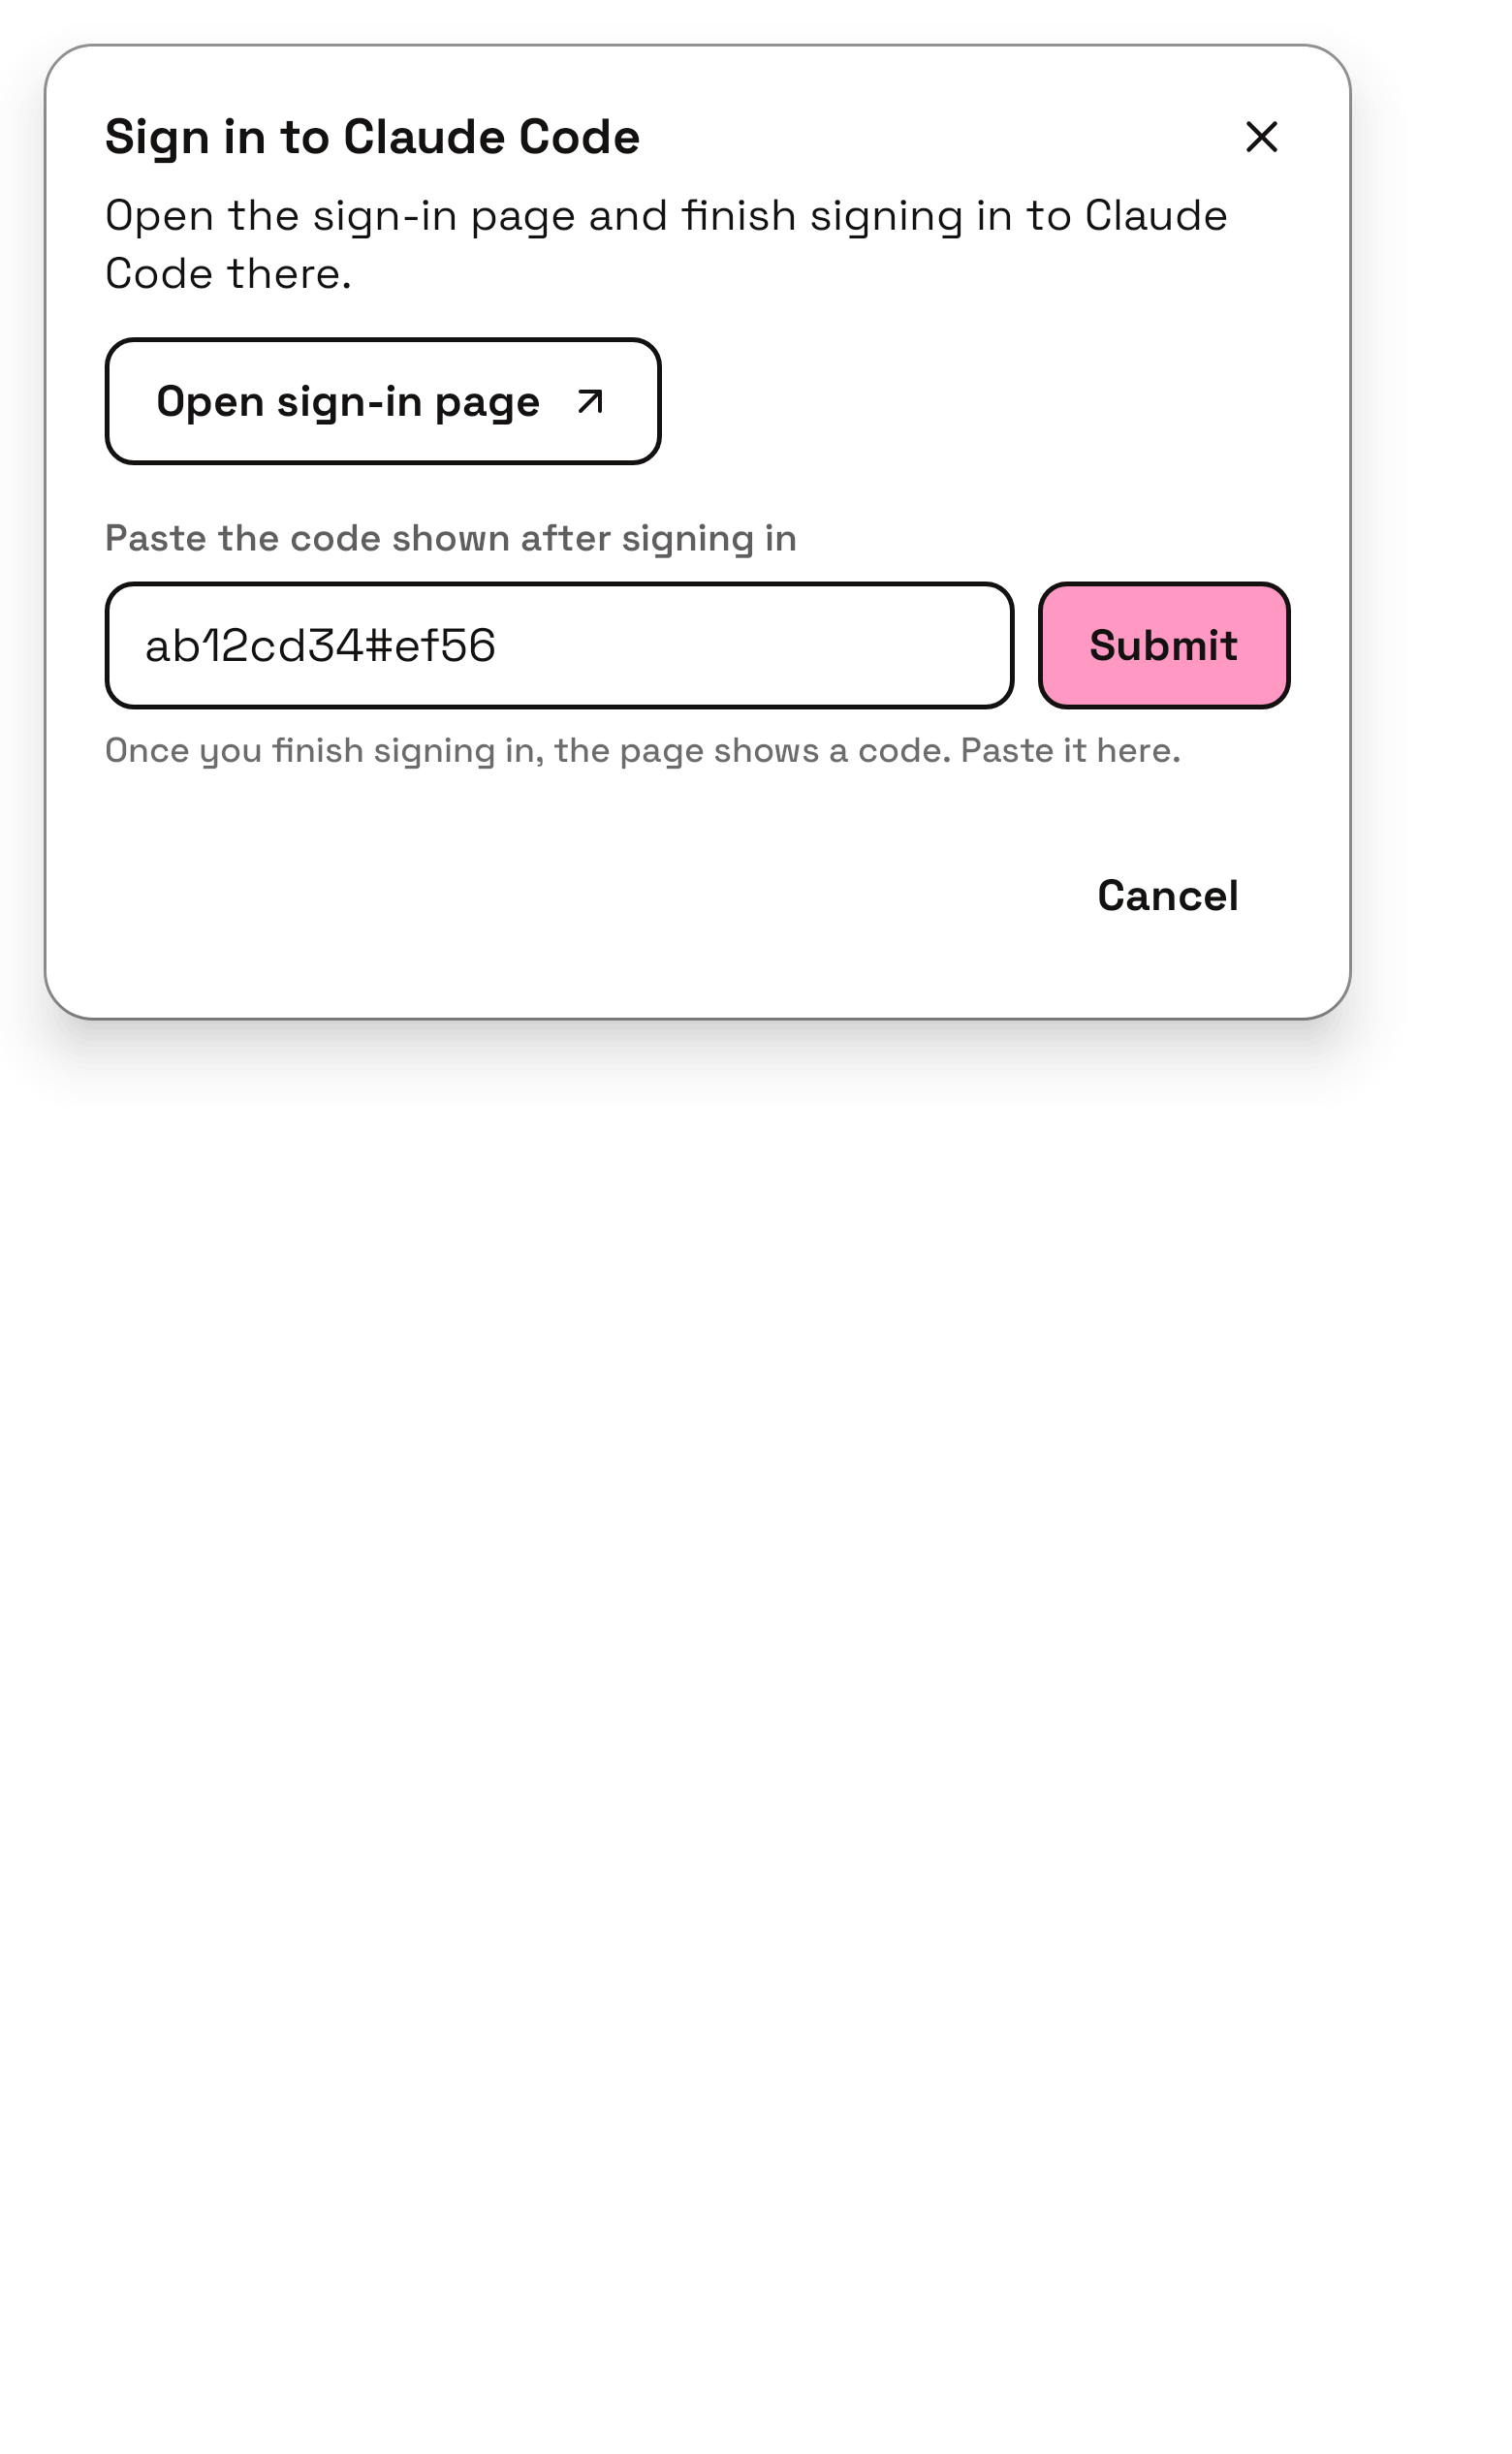 Sign in to Claude Code
Open the sign-in page and finish signing in to Claude
Code there.
Open sign-in page
Paste the code shown after signing in
ab12cd34#ef56
Submit
Once you finish signing in, the page shows a code. Paste it here.
Cancel